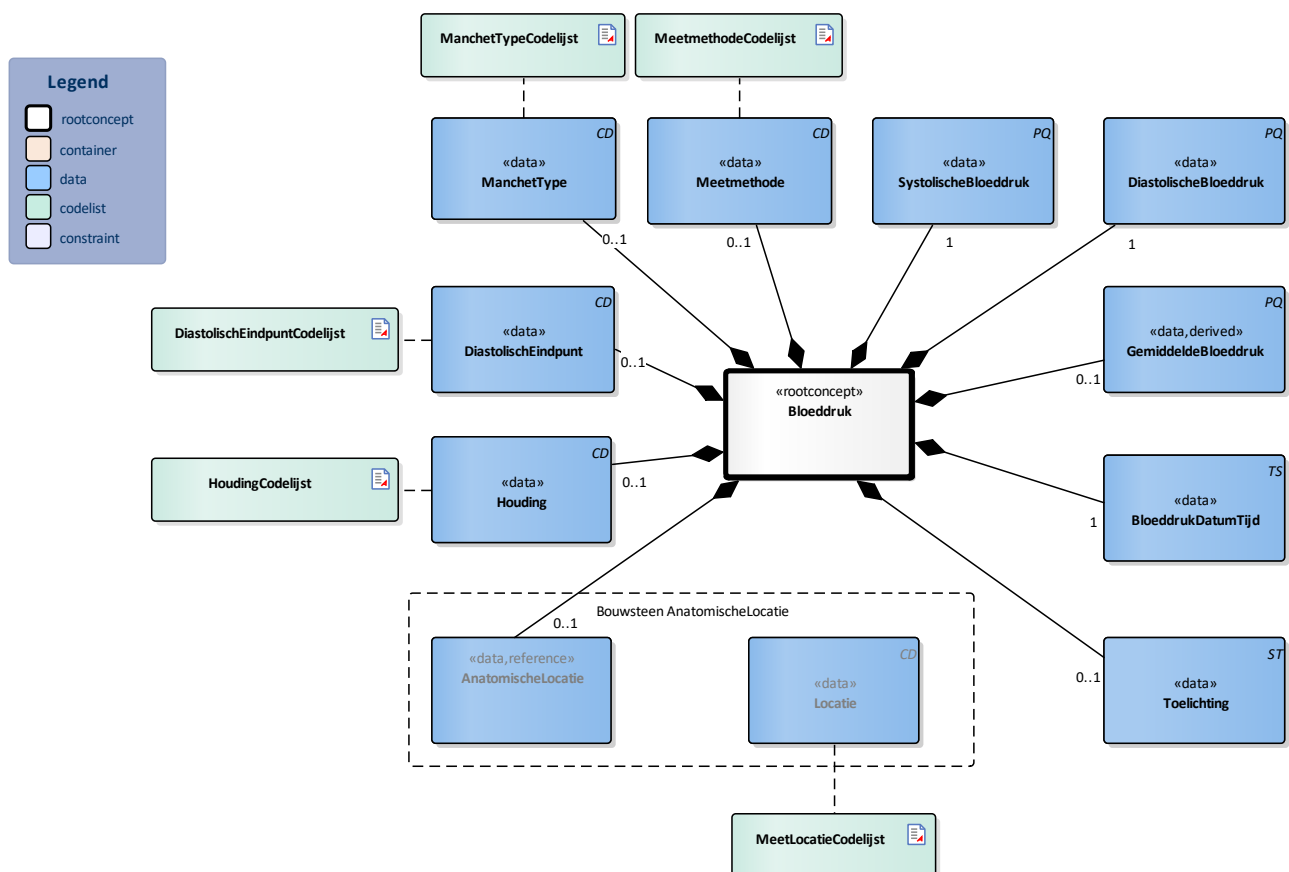 ManchetTypeCodelijst
MeetmethodeCodelijst
Legend
rootconcept
container
data
codelist
constraint
CD
«data»
ManchetType
0..1
CD
«data»
Meetmethode
0..1
PQ
«data»
SystolischeBloeddruk
1
PQ
«data»
DiastolischeBloeddruk
1
DiastolischEindpuntCodelijst
CD
«data»
DiastolischEindpunt
0..1
PQ
«data,derived»
GemiddeldeBloeddruk
0..1
«rootconcept»
Bloeddruk
HoudingCodelijst
CD
«data»
Houding
0..1
TS
«data»
BloeddrukDatumTijd
1
Bouwsteen AnatomischeLocatie
0..1
«data,reference»
AnatomischeLocatie
CD
«data»
Locatie
ST
«data»
Toelichting
0..1
MeetLocatieCodelijst